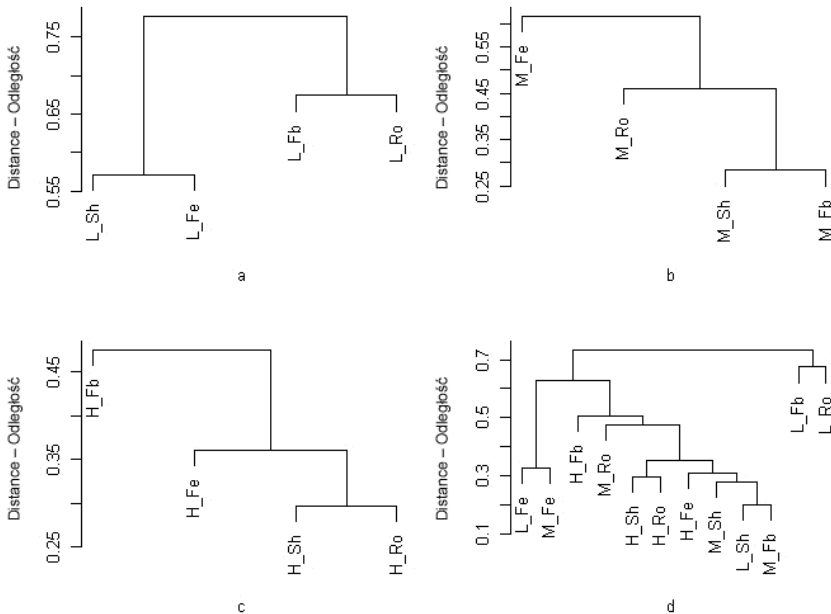 Distance – Odległość
0.75
0.65
0.55
L_Sh
L_Fe
L_Fb
L_Ro
a
Distance – Odległość
0.55
0.45
0.35
0.25
M_Fe
M_Ro
M_Sh
M_Fb
b
Distance – Odległość
0.45
0.35
0.25
H_Fb
H_Fe
H_Sh
H_Ro
c
Distance – Odległość
0.7
0.5
0.3
0.1
L_Fe
M_Fe
H_Fb
M_Ro
H_Sh
H_Ro
H_Fe
M_Sh
L_Sh
M_Fb
L_Fb
L_Ro
d